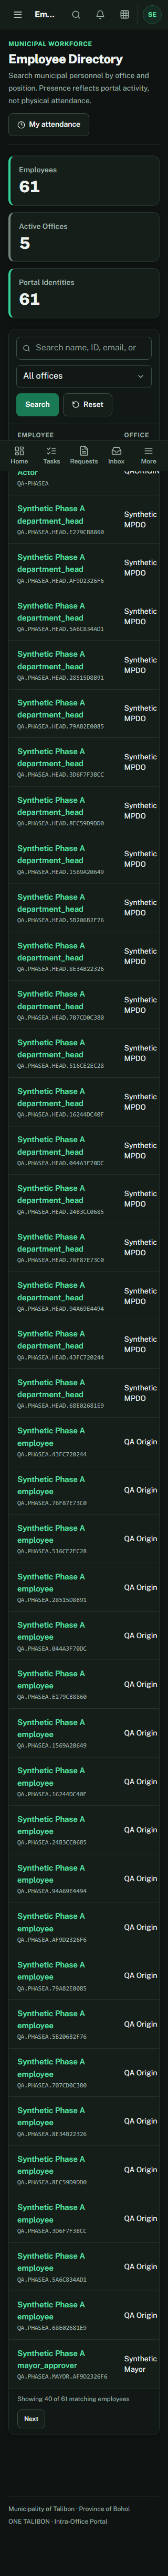 Em...
SE
MUNICIPAL WORKFORCE
Employee Directory
Search municipal personnel by office and
position. Presence reflects portal activity,
not physical attendance.
My attendance
Employees
61
Active Offices
5
Portal Identities
61
Search name, ID, email, or
All offices
Search
Reset
EMPLOYEE
OFFICE
Home
Tasks
Requests
Inbox
More
Actor
QA.PHASEA
Synthetic Phase A
department_head
QA.PHASEA.HEAD.E279C88860
Synthetic
MPDO
Synthetic Phase A
department_head
QA.PHASEA.HEAD.AF9D2326F6
Synthetic
MPDO
Synthetic Phase A
department_head
QA.PHASEA.HEAD.5A6C834AD1
Synthetic
MPDO
Synthetic Phase A
department_head
QA.PHASEA.HEAD.28515D8B91
Synthetic
MPDO
Synthetic Phase A
department_head
QA.PHASEA.HEAD.79A82E0085
Synthetic
MPDO
Synthetic Phase A
department_head
QA.PHASEA.HEAD.3D6F7F3BCC
Synthetic
MPDO
Synthetic Phase A
department_head
QA.PHASEA.HEAD.8EC59D9DD0
Synthetic
MPDO
Synthetic Phase A
department_head
QA.PHASEA.HEAD.1569A20649
Synthetic
MPDO
Synthetic Phase A
department_head
QA.PHASEA.HEAD.5B20682F76
Synthetic
MPDO
Synthetic Phase A
department_head
QA.PHASEA.HEAD.8E34822326
Synthetic
MPDO
Synthetic Phase A
department_head
QA.PHASEA.HEAD.707CD0C380
Synthetic
MPDO
Synthetic Phase A
department_head
QA.PHASEA.HEAD.516CE2EC28
Synthetic
MPDO
Synthetic Phase A
department_head
QA.PHASEA.HEAD.16244DC40F
Synthetic
MPDO
Synthetic Phase A
department_head
QA.PHASEA.HEAD.044A3F70DC
Synthetic
MPDO
Synthetic Phase A
department_head
QA.PHASEA.HEAD.2483CC0685
Synthetic
MPDO
Synthetic Phase A
department_head
QA.PHASEA.HEAD.76F87E73C0
Synthetic
MPDO
Synthetic Phase A
department_head
QA.PHASEA.HEAD.94A69E4494
Synthetic
MPDO
Synthetic Phase A
department_head
QA.PHASEA.HEAD.43FC720244
Synthetic
MPDO
Synthetic Phase A
department_head
QA.PHASEA.HEAD.68E02681E9
Synthetic
MPDO
Synthetic Phase A
employee
QA.PHASEA.43FC720244
QA Origin
Synthetic Phase A
employee
QA.PHASEA.76F87E73C0
QA Origin
Synthetic Phase A
employee
QA.PHASEA.516CE2EC28
QA Origin
Synthetic Phase A
employee
QA.PHASEA.28515D8B91
QA Origin
Synthetic Phase A
employee
QA.PHASEA.044A3F70DC
QA Origin
Synthetic Phase A
employee
QA.PHASEA.E279C88860
QA Origin
Synthetic Phase A
employee
QA.PHASEA.1569A20649
QA Origin
Synthetic Phase A
employee
QA.PHASEA.16244DC40F
QA Origin
Synthetic Phase A
employee
QA.PHASEA.2483CC0685
QA Origin
Synthetic Phase A
employee
QA.PHASEA.94A69E4494
QA Origin
Synthetic Phase A
employee
QA.PHASEA.AF9D2326F6
QA Origin
Synthetic Phase A
employee
QA.PHASEA.79A82E0085
QA Origin
Synthetic Phase A
employee
QA.PHASEA.5B20682F76
QA Origin
Synthetic Phase A
employee
QA.PHASEA.707CD0C380
QA Origin
Synthetic Phase A
employee
QA.PHASEA.8E34822326
QA Origin
Synthetic Phase A
employee
QA.PHASEA.8EC59D9DD0
QA Origin
Synthetic Phase A
employee
QA.PHASEA.3D6F7F3BCC
QA Origin
Synthetic Phase A
employee
QA.PHASEA.5A6C834AD1
QA Origin
Synthetic Phase A
employee
QA.PHASEA.68E02681E9
QA Origin
Synthetic Phase A
mayor_approver
QA.PHASEA.MAYOR.AF9D2326F6
Synthetic
Mayor
Showing 40 of 61 matching employees
Next
Municipality of Talibon · Province of Bohol
ONE TALIBON · Intra-Office Portal